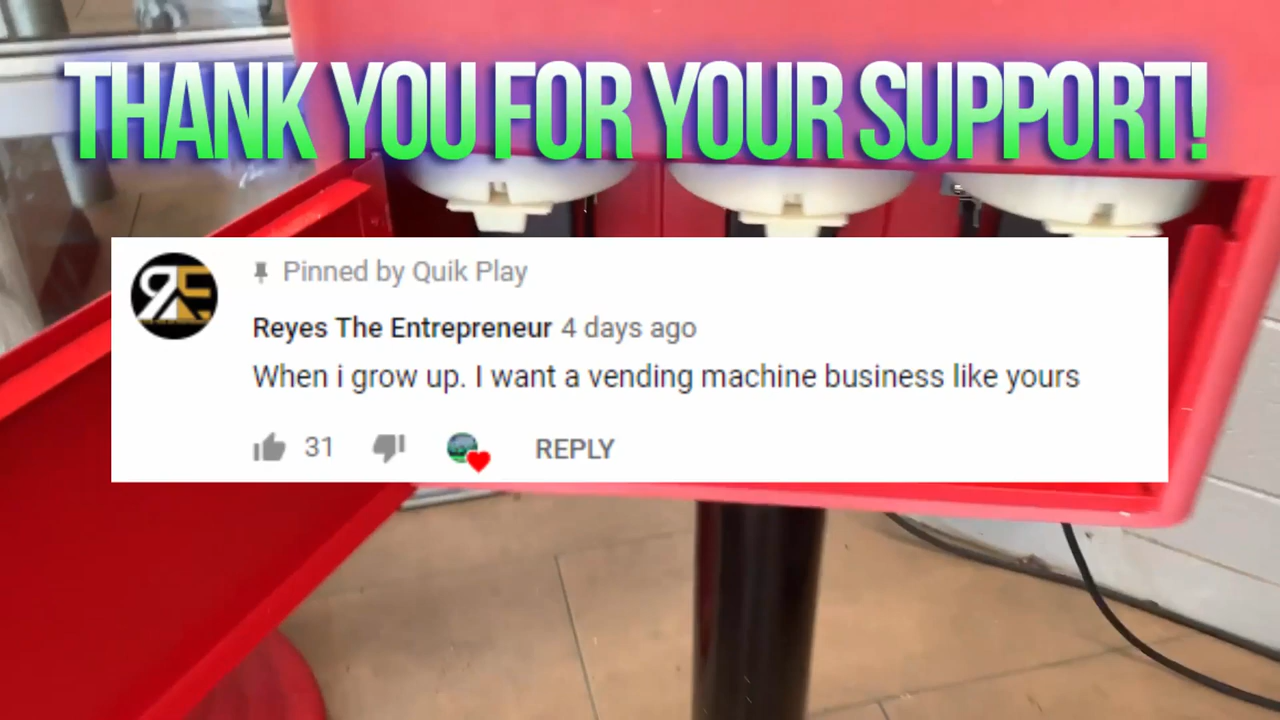 THANK YOU FOR YOUR SUPPORT!
Pinned by Quik Play
Reyes The Entrepreneur 4 days ago
When i grow up. I want a vending machine business like yours
31
REPLY